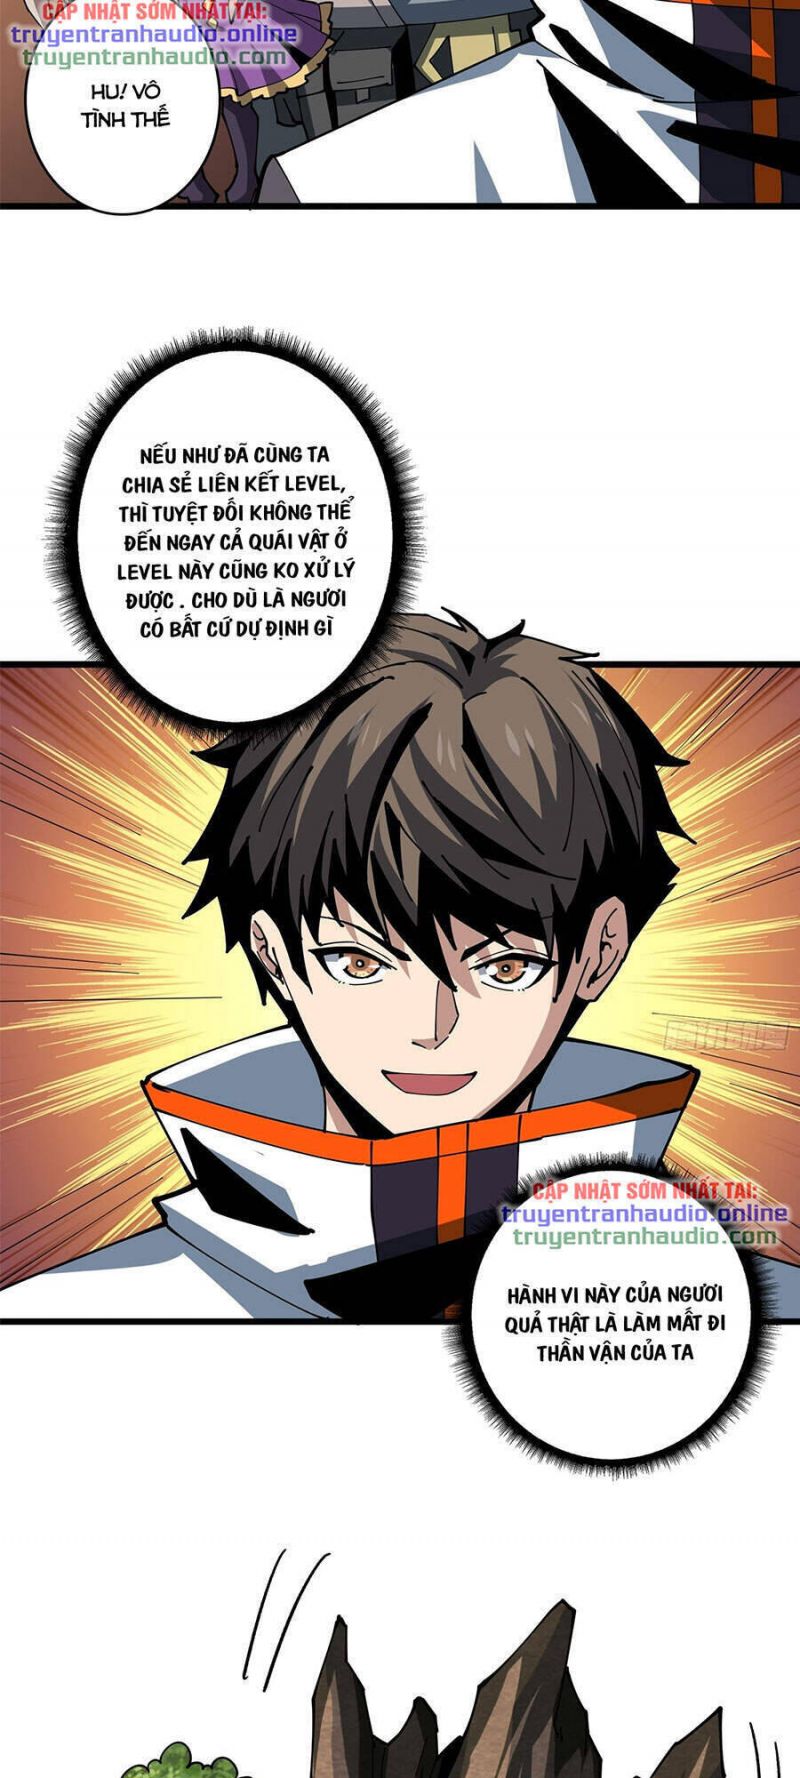 CẬP NHẬT SỚM NHẤT TẠI:
truyentranhaudio.online
truyentranhaudio.com
HU! VÔ
TÌNH THẾ
NẾU NHƯ ĐÃ CÙNG TA
CHIA SẺ LIÊN KẾT LEVEL,
THÌ TUYỆT ĐỐI KHÔNG THỂ
ĐẾN NGAY CẢ QUÁI VẬT Ở
LEVEL NÀY CŨNG KO XỬ LÝ
ĐƯỢC . CHO DÙ LÀ NGƯƠI
CÓ BẤT CỨ DỰ ĐỊNH GÌ
CẬP NHẬT SỚM NHẤT TẠI:
truyentranhaudio.online
truyentranhaudio.com
HÀNH VI NÀY CỦA NGƯƠI
QUẢ THẬT LÀ LÀM MẤT ĐI
THẦN VẬN CỦA TA